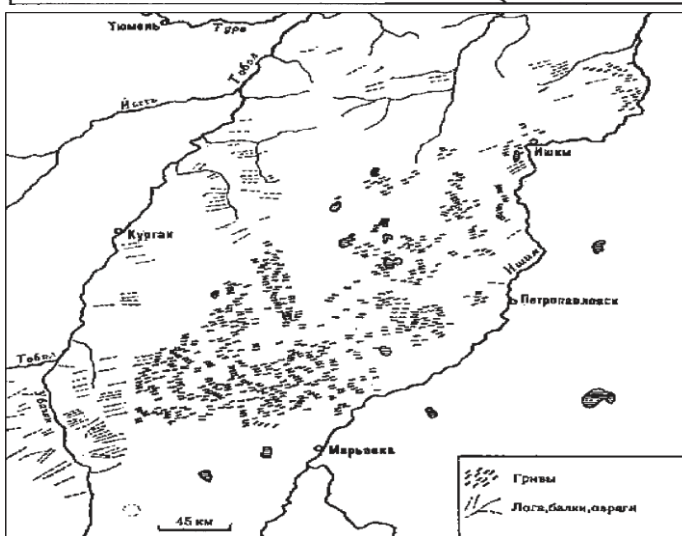 Тюмень
Тура
Тобол
Исеть
Ишим
Курган
Ишим
Петропавловск
Тобол
Убаган
Марьевка
Гривы
Лога, балки, овраги
45 км